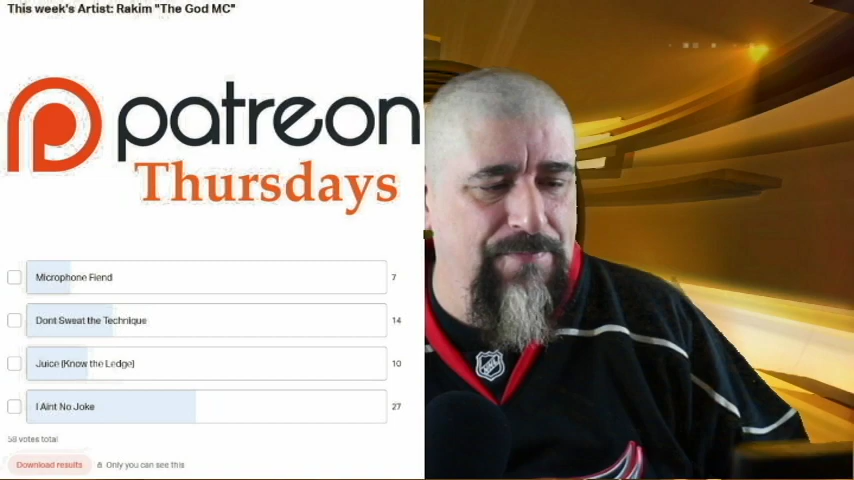 This week's Artist: Rakim "The God MC"
patreon
Thursdays
Microphone Fiend 7
Dont Sweat the Technique 14
Juice (Know the Ledge) 10
I Aint No Joke 27
58 votes total
Download results Only you can see this
NHL